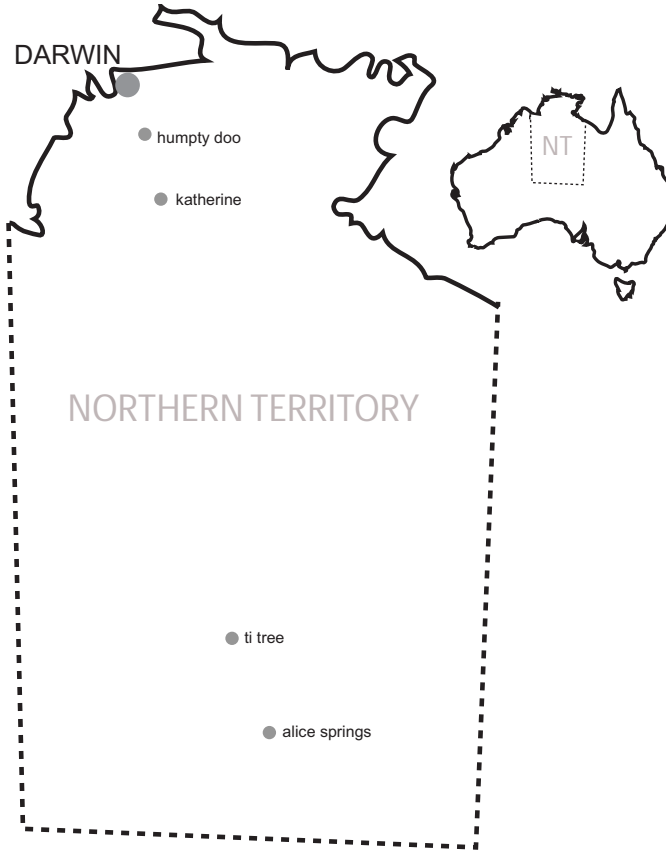 DARWIN
humpty doo
NT
katherine
NORTHERN TERRITORY
ti tree
alice springs